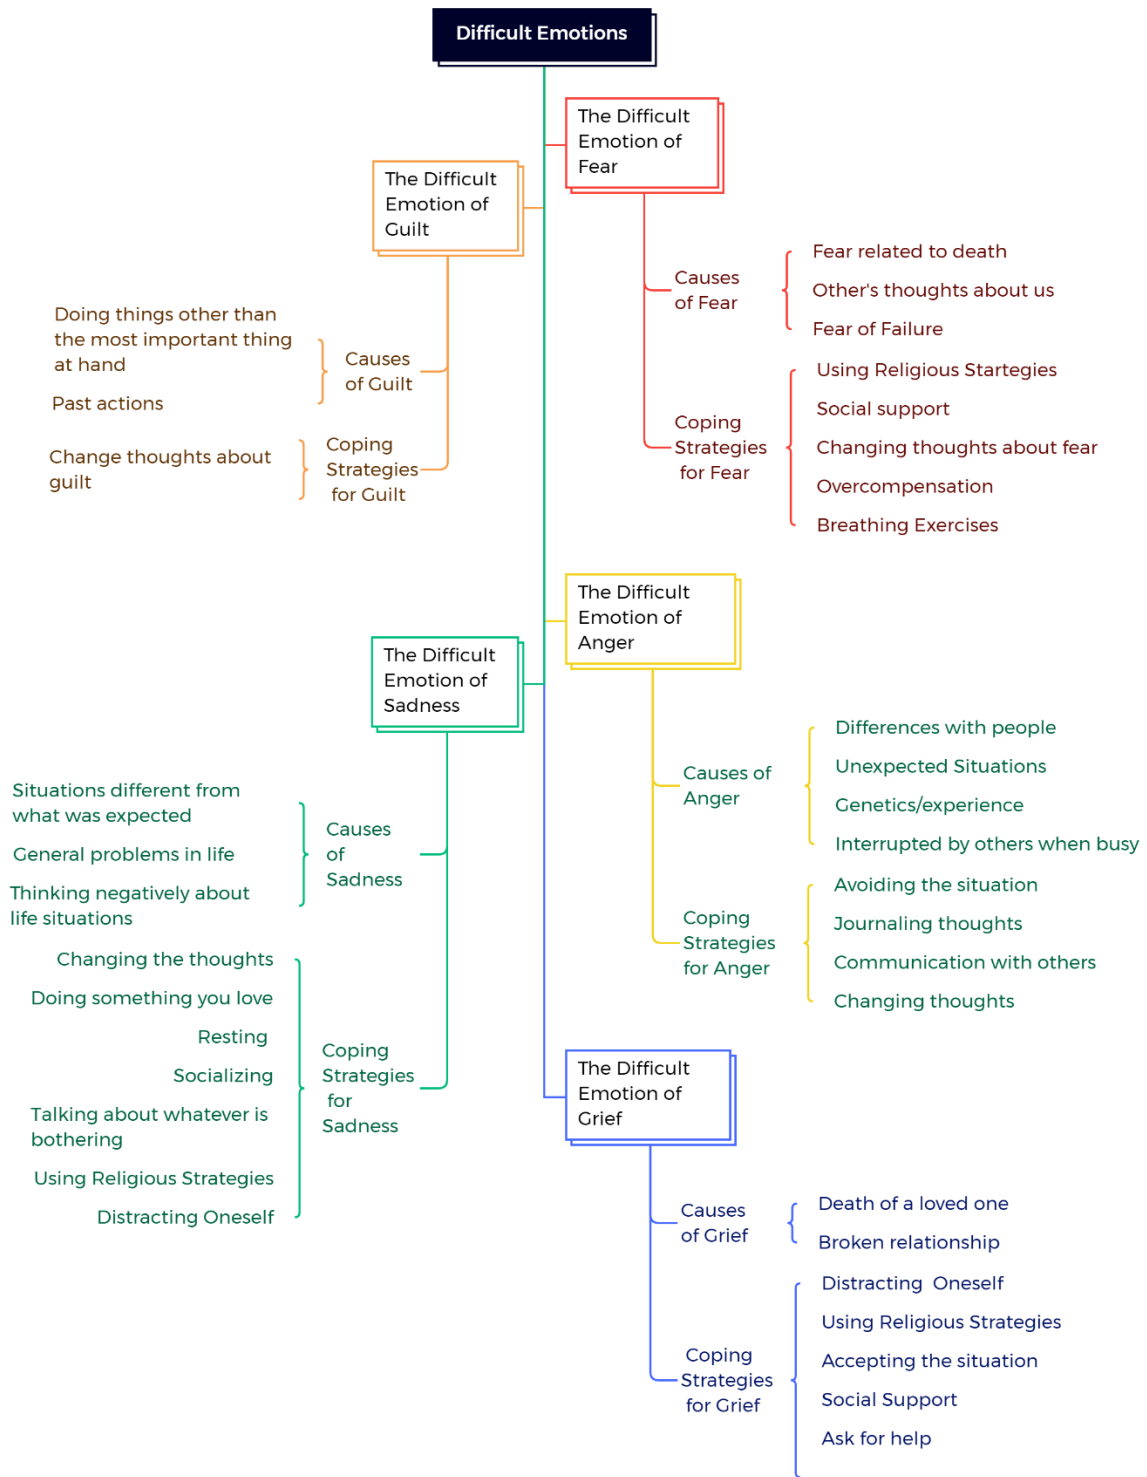 Difficult Emotions
The Difficult
Emotion of
Fear
Causes
of Fear
Fear related to death
Other's thoughts about us
Fear of Failure
Coping
Strategies
for Fear
Using Religious Startegies
Social support
Changing thoughts about fear
Overcompensation
Breathing Exercises
The Difficult
Emotion of
Guilt
Causes
of Guilt
Doing things other than
the most important thing
at hand
Past actions
Coping
Strategies
for Guilt
Change thoughts about
guilt
The Difficult
Emotion of
Anger
Causes of
Anger
Differences with people
Unexpected Situations
Genetics/experience
Interrupted by others when busy
Coping
Strategies
for Anger
Avoiding the situation
Journaling thoughts
Communication with others
Changing thoughts
The Difficult
Emotion of
Sadness
Causes
of
Sadness
Situations different from
what was expected
General problems in life
Thinking negatively about
life situations
Coping
Strategies
for
Sadness
Changing the thoughts
Doing something you love
Resting
Socializing
Talking about whatever is
bothering
Using Religious Strategies
Distracting Oneself
The Difficult
Emotion of
Grief
Causes
of Grief
Death of a loved one
Broken relationship
Coping
Strategies
for Grief
Distracting Oneself
Using Religious Strategies
Accepting the situation
Social Support
Ask for help